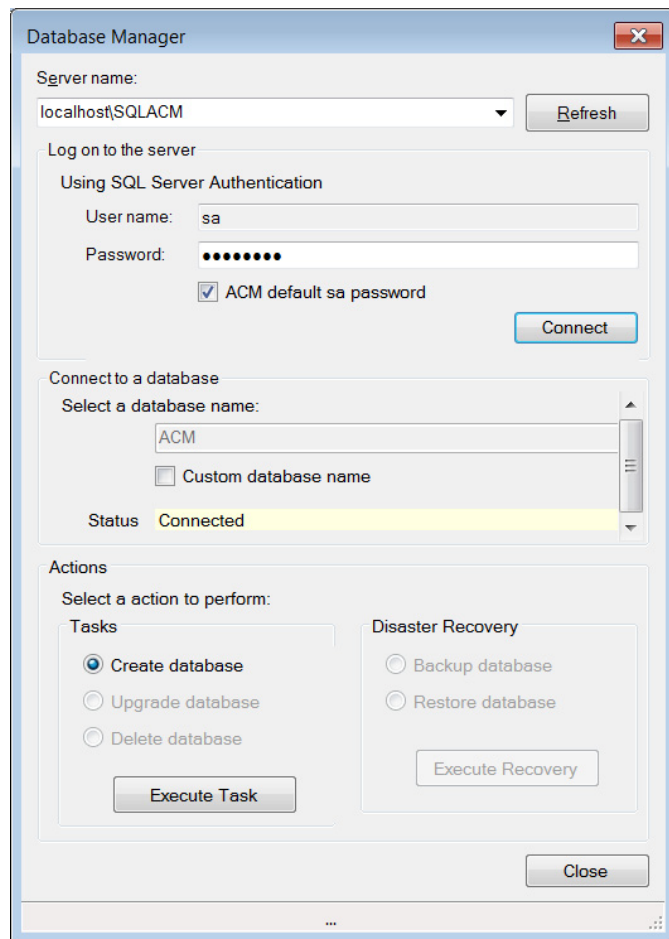 Database Manager
Server name:
localhost\SQLACM
Refresh
Log on to the server
Using SQL Server Authentication
User name: sa
Password: ●●●●●●●●
ACM default sa password
Connect
Connect to a database
Select a database name:
ACM
Custom database name
Status Connected
Actions
Select a action to perform:
Tasks
Create database
Upgrade database
Delete database
Execute Task
Disaster Recovery
Backup database
Restore database
Execute Recovery
Close
...